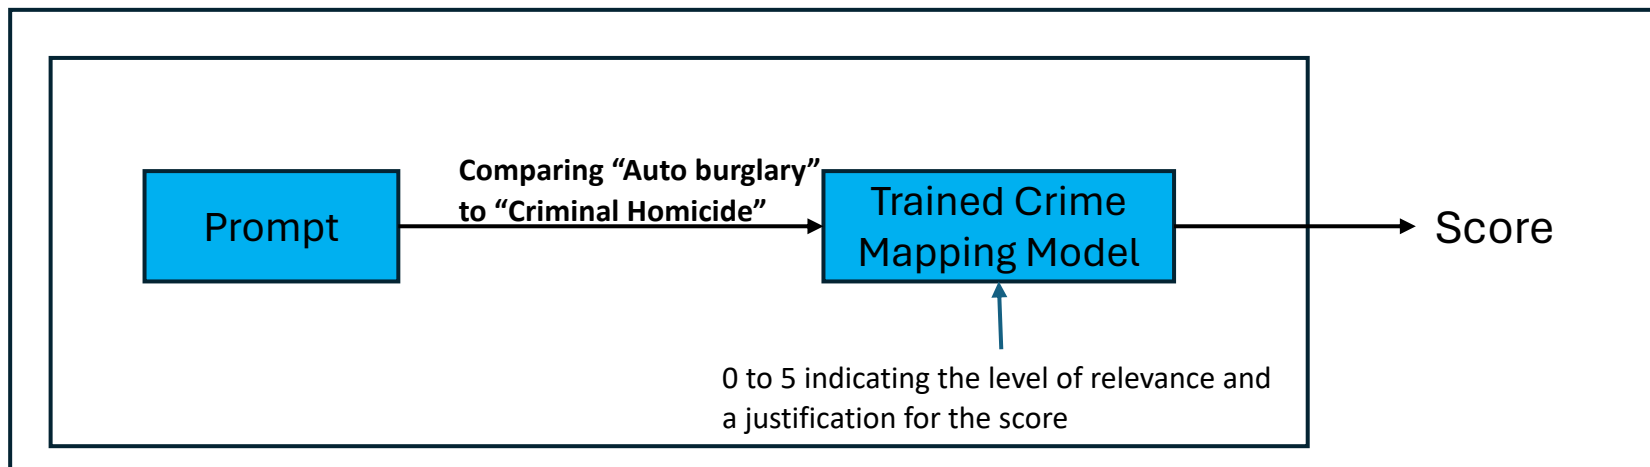 Comparing “Auto burglary”
to “Criminal Homicide”
Prompt
Trained Crime
Mapping Model
Score
0 to 5 indicating the level of relevance and
a justification for the score